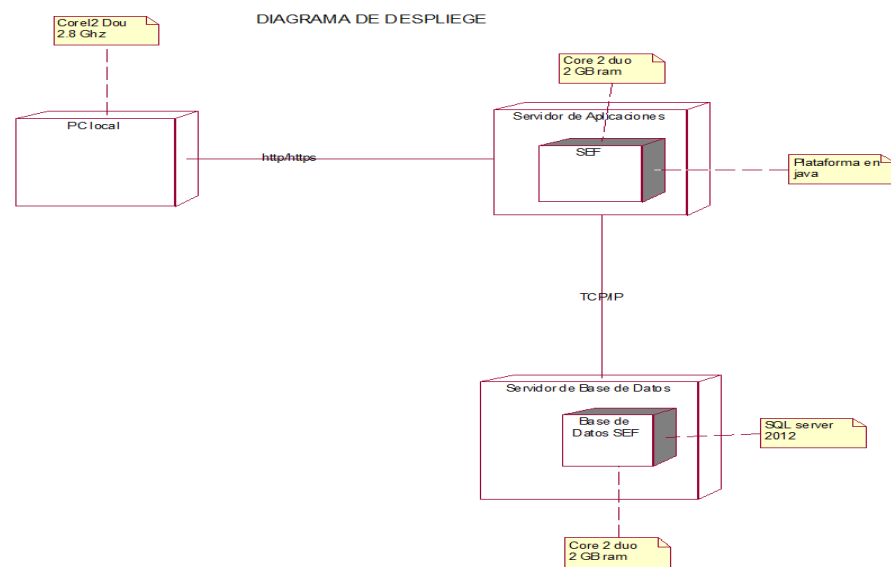 DIAGRAMA DE DESPLIEGE
Corel2 Dou
2.8 Ghz
Core 2 duo
2 GB ram
PC local
Servidor de Aplicaciones
SEF
http/https
Plataforma en
java
TCP/IP
Servidor de Base de Datos
Base de
Datos SEF
SQL server
2012
Core 2 duo
2 GB ram